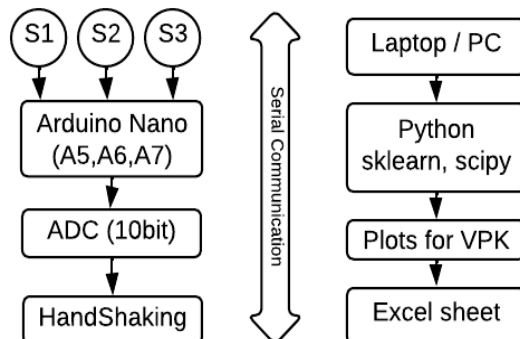 S1 S2 S3
Arduino Nano
(A5,A6,A7)
ADC (10bit)
HandShaking
Serial Communication
Laptop / PC
Python
sklearn, scipy
Plots for VPK
Excel sheet